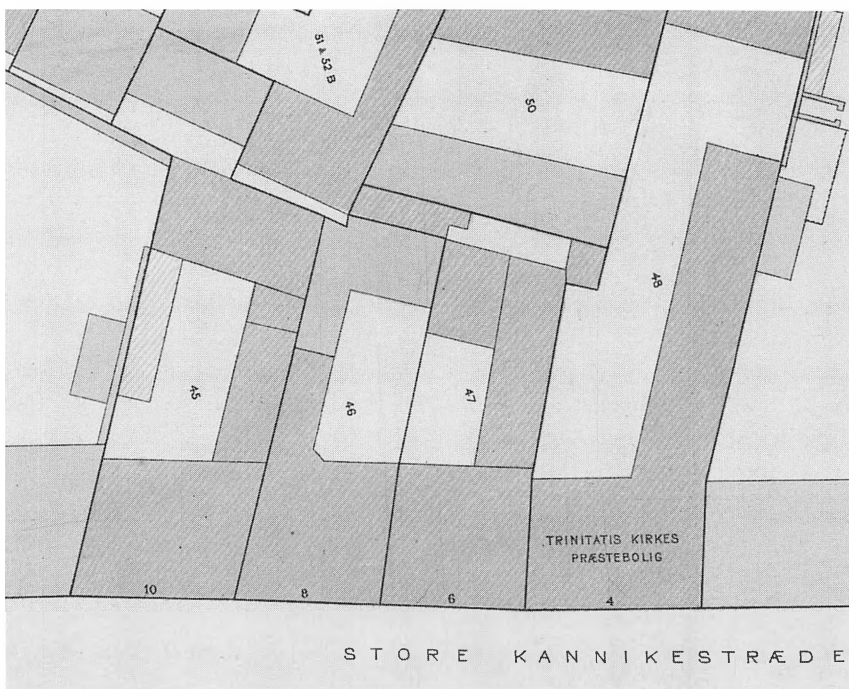 51 & 52 B
50
48
45
46
47
TRINITATIS KIRKES
PRÆSTEBOLIG
10
8
6
4
STORE KANNIKESTRÆDE